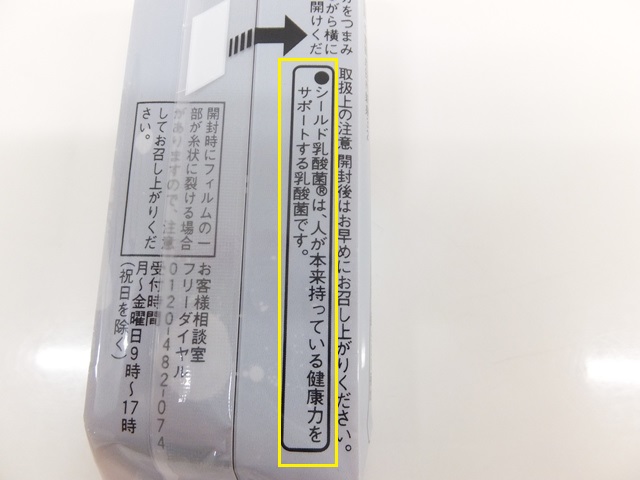 方をつまみ
がら横に
開けくだ
取扱上の注意 開封後はお早めにお召し上がりください。
●シールド乳酸菌®は、人が本来持っている健康力を
サポートする乳酸菌です。
開封時にフィルムの一
部が糸状に裂ける場合
がありますので、注意
してお召し上がりくだ
さい。
お客様相談室
フリーダイヤル
0120-482-074
受付時間
月～金曜日9時～17時
(祝日を除く)